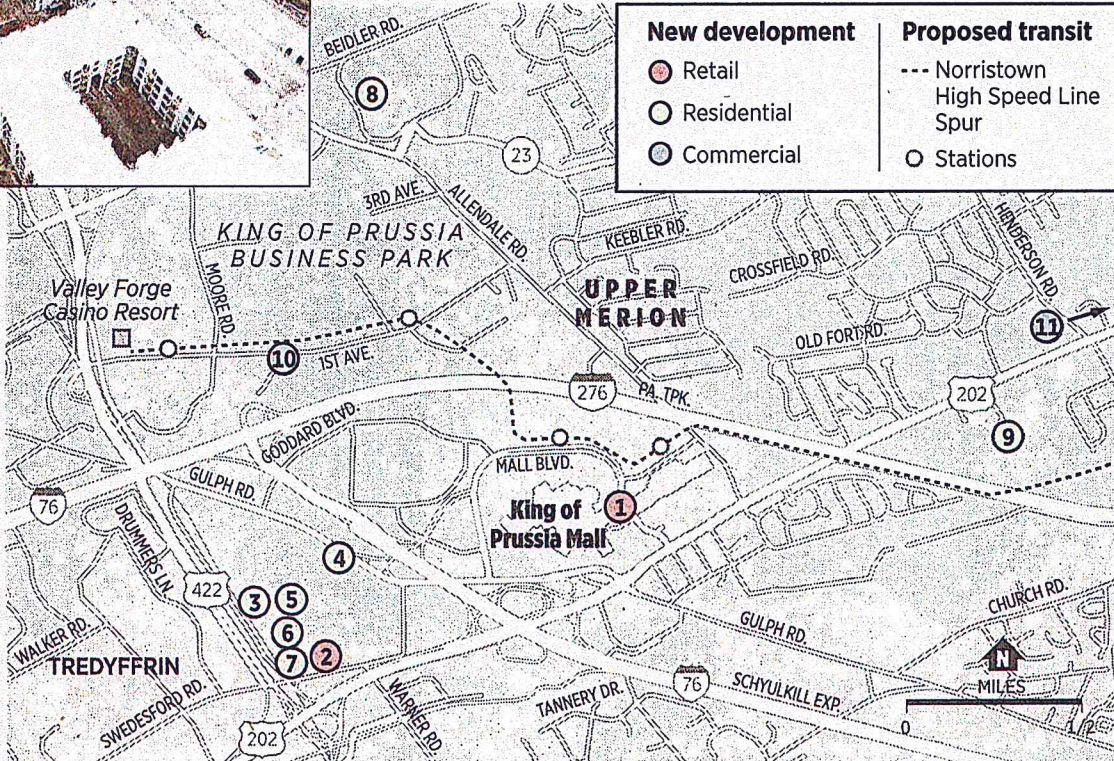 New development
Retail
Residential
Commercial
Proposed transit
Norristown
High Speed Line
Spur
Stations
BEIDLER RD.
8
23
3RD AVE.
ALLENDALE RD.
KEEBLER RD.
HENDERSON RD.
KING OF PRUSSIA
BUSINESS PARK
CROSSFIELD RD.
MOORE RD.
UPPER
MERION
Valley Forge
Casino Resort
11
OLD FORT RD.
10
1ST AVE.
276
PA. TPK.
202
9
GODDARD BLVD.
MALL BLVD.
GULPH RD.
76
King of
Prussia Mall
1
DRUMMERS LN.
4
422
3
5
6
7
2
WALKER RD.
TREDYFFRIN
CHURCH RD.
GULPH RD.
N
MILES
0
1/2
SWEDESFORD RD.
WARNER RD.
TANNERY DR.
76
SCHYULKILL EXP.
202